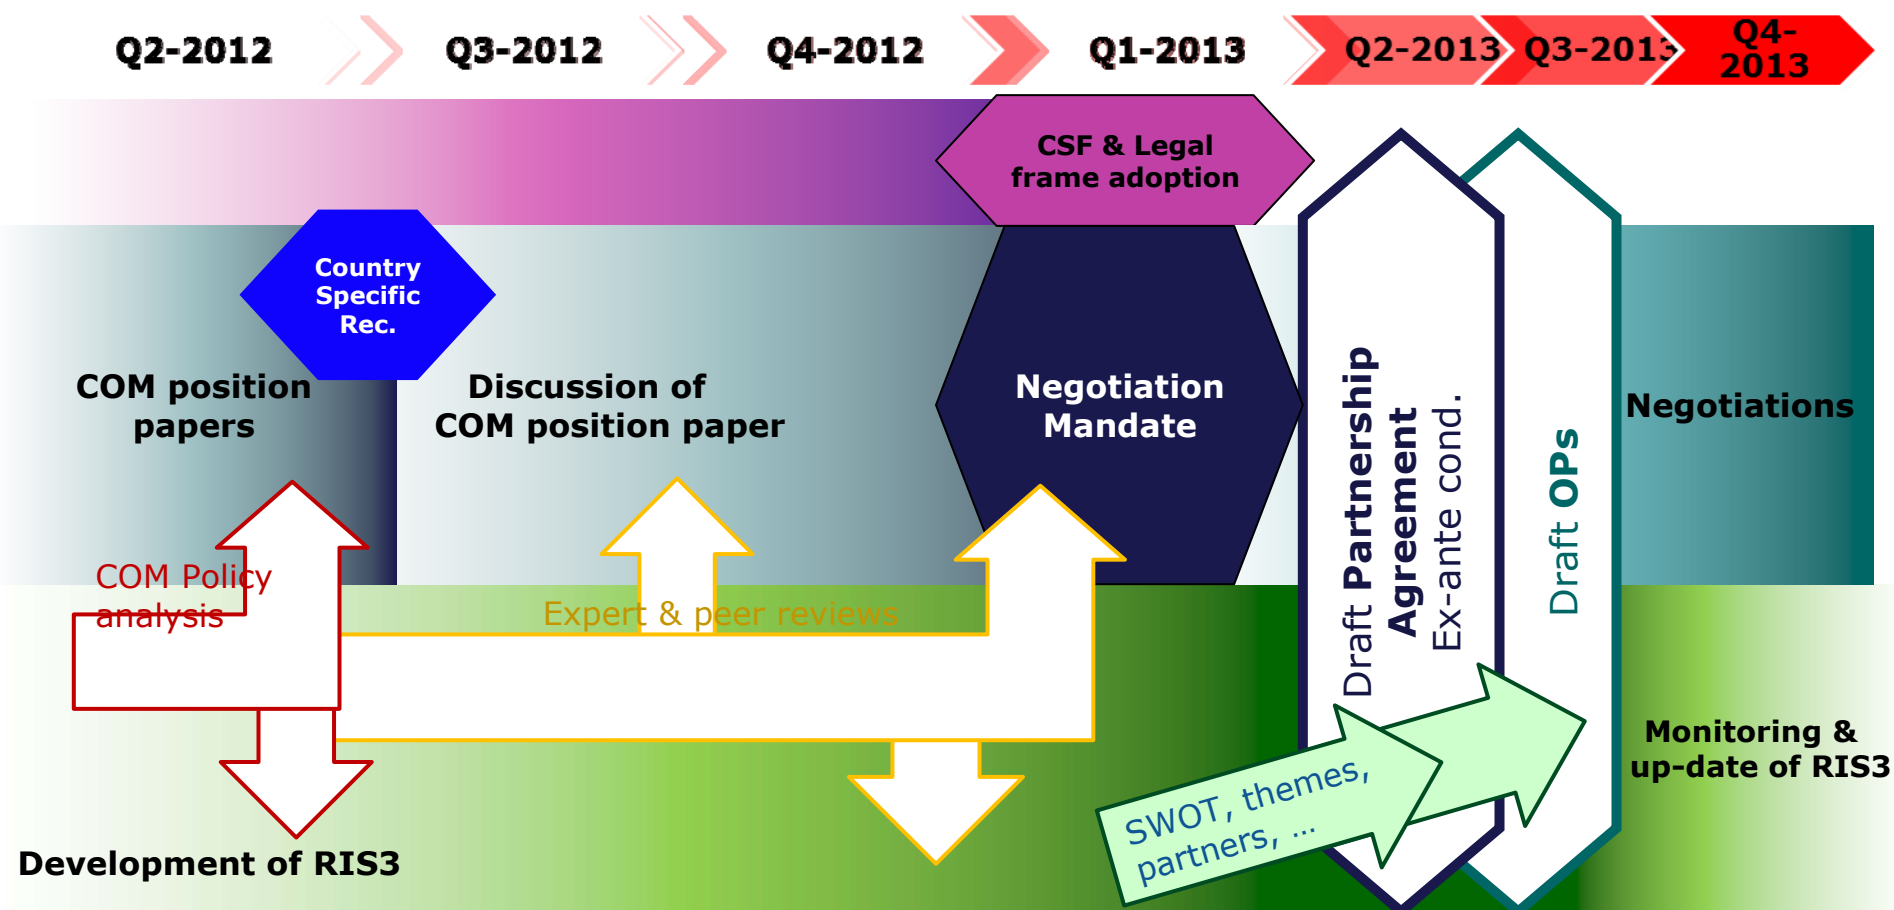 Q2-2012
Q3-2012
Q4-2012
Q1-2013
Q2-2013
Q3-2013
Q4-
2013
CSF & Legal
frame adoption
Country
Specific
Rec.
COM position
papers
Discussion of
COM position paper
Negotiation
Mandate
Draft Partnership
Agreement
Ex-ante cond.
Draft OPs
Negotiations
COM Policy
analysis
Expert & peer reviews
SWOT, themes,
partners, ...
Monitoring &
up-date of RIS3
Development of RIS3